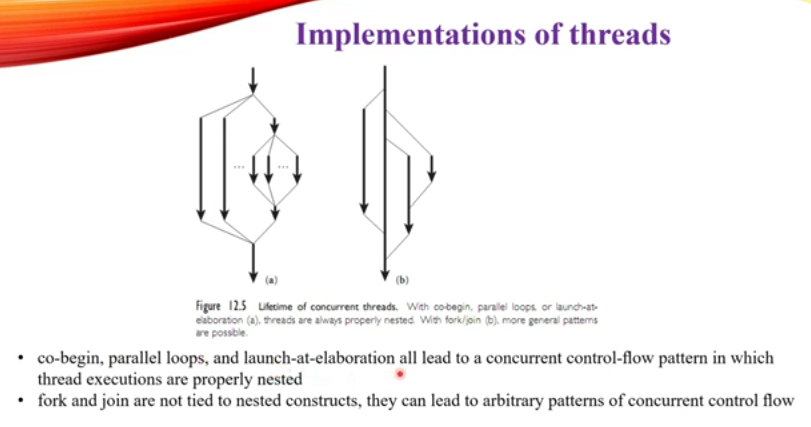 Implementations of threads
...
...
(a)
(b)
Figure 12.5 Lifetime of concurrent threads. With co-begin, parallel loops, or launch-at-
elaboration (a), threads are always properly nested. With fork/join (b), more general patterns
are possible.
• co-begin, parallel loops, and launch-at-elaboration all lead to a concurrent control-flow pattern in which
thread executions are properly nested
• fork and join are not tied to nested constructs, they can lead to arbitrary patterns of concurrent control flow